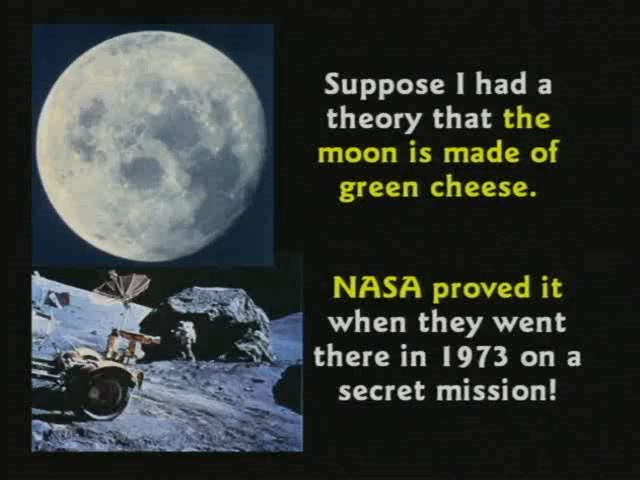 Suppose I had a
theory that the
moon is made of
green cheese.
NASA proved it
when they went
there in 1973 on a
secret mission!